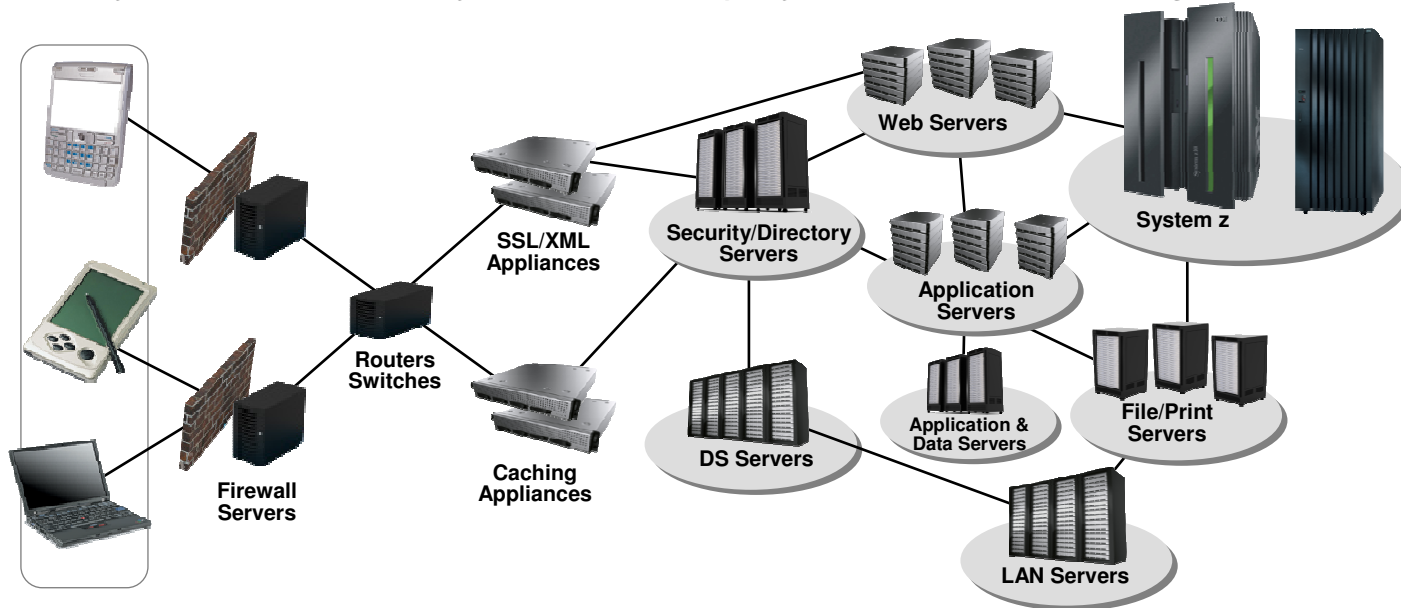 Web Servers
System z
SSL/XML
Appliances
Security/Directory
Servers
Application
Servers
Routers
Switches
File/Print
Servers
Application &
Data Servers
DS Servers
Caching
Appliances
Firewall
Servers
LAN Servers